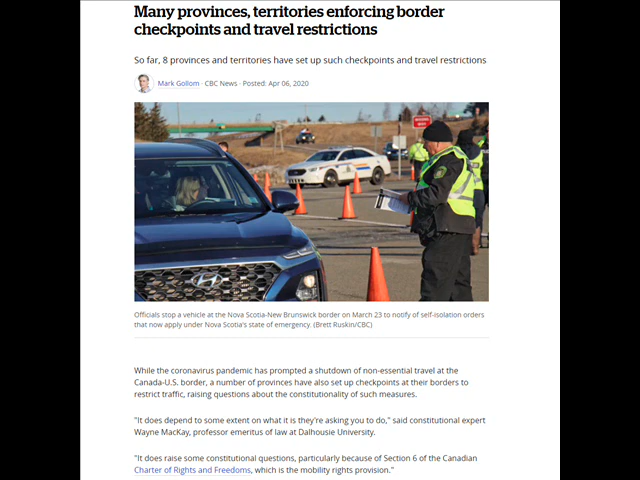 Many provinces, territories enforcing border
checkpoints and travel restrictions
So far, 8 provinces and territories have set up such checkpoints and travel restrictions
Mark Gollom · CBC News · Posted: Apr 06, 2020
Officials stop a vehicle at the Nova Scotia-New Brunswick border on March 23 to notify of self-isolation orders
that now apply under Nova Scotia's state of emergency. (Brett Ruskin/CBC)
While the coronavirus pandemic has prompted a shutdown of non-essential travel at the
Canada-U.S. border, a number of provinces have also set up checkpoints at their borders to
restrict traffic, raising questions about the constitutionality of such measures.
"It does depend to some extent on what it is they're asking you to do," said constitutional expert
Wayne MacKay, professor emeritus of law at Dalhousie University.
"It does raise some constitutional questions, particularly because of Section 6 of the Canadian
Charter of Rights and Freedoms, which is the mobility rights provision."